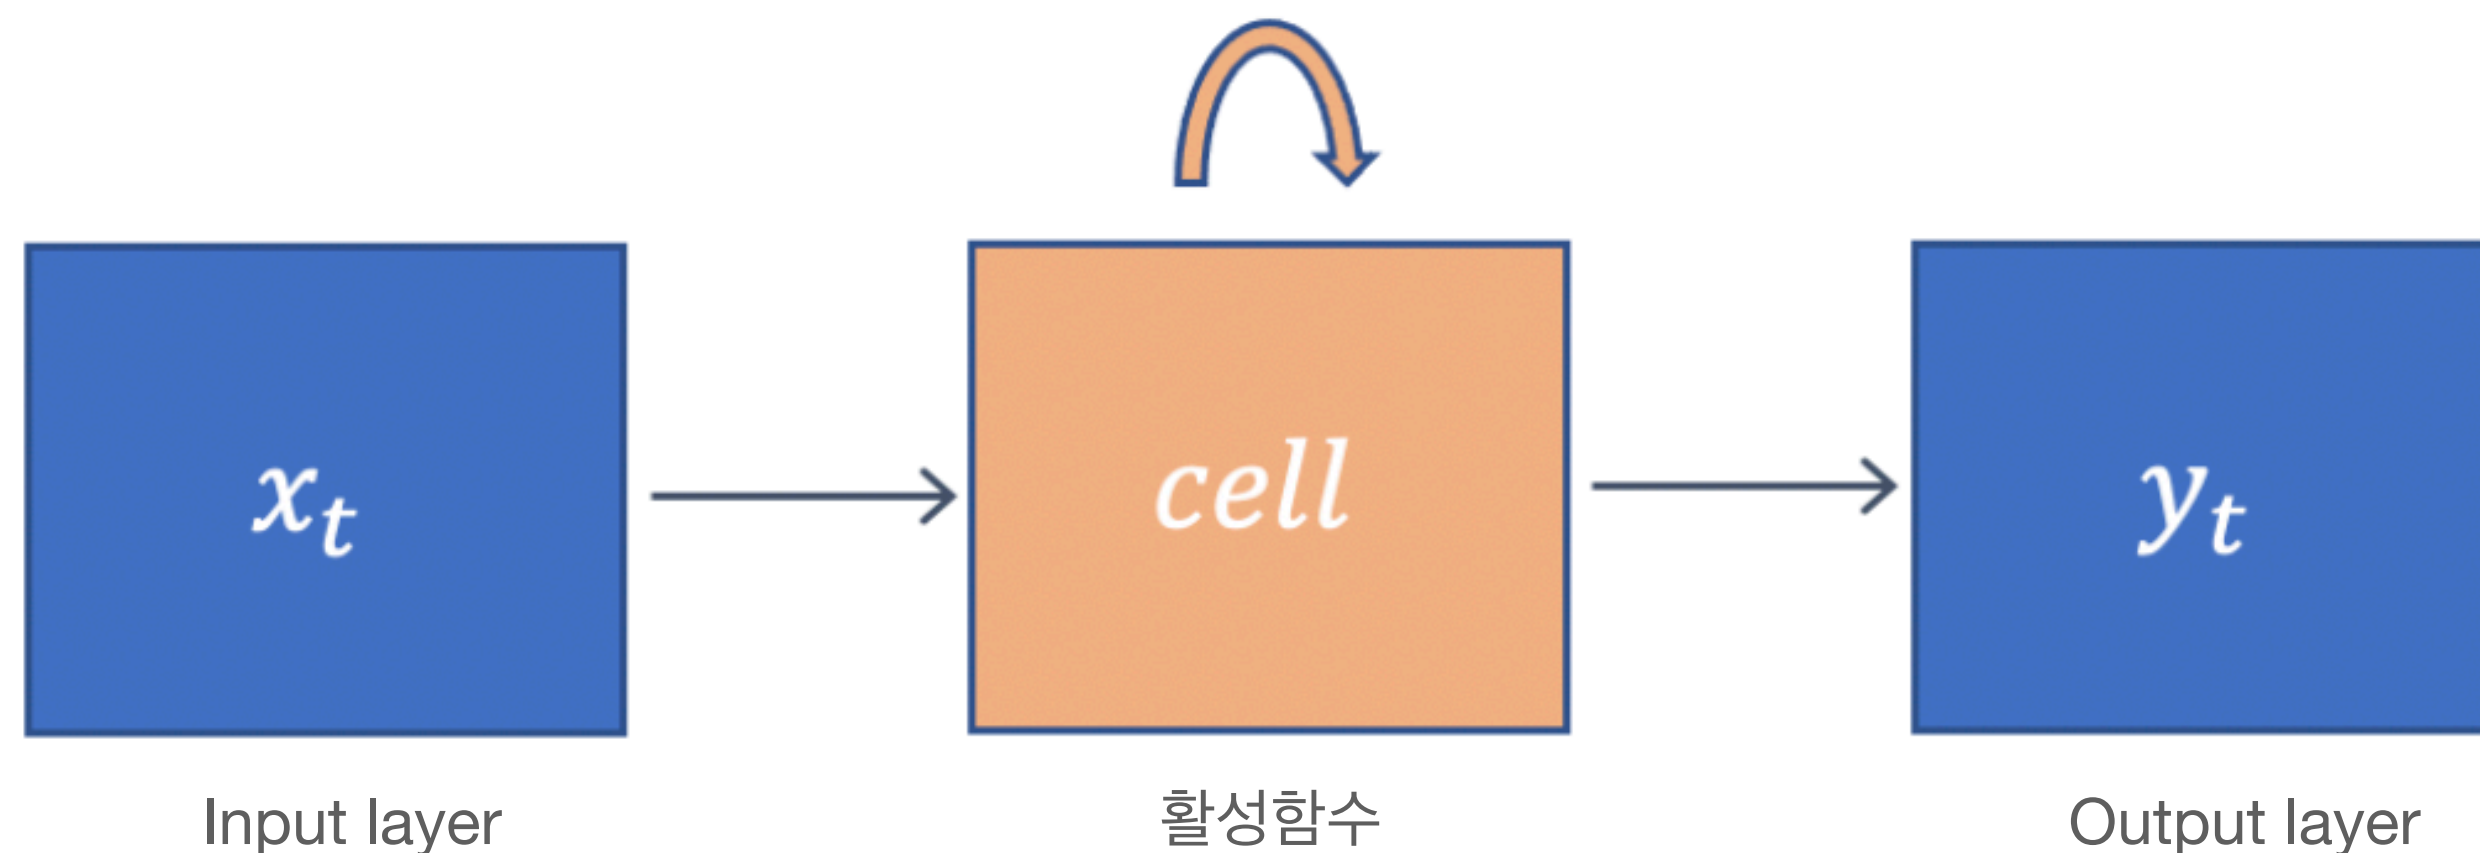 x_t
cell
y_t
Input layer
활성함수
Output layer